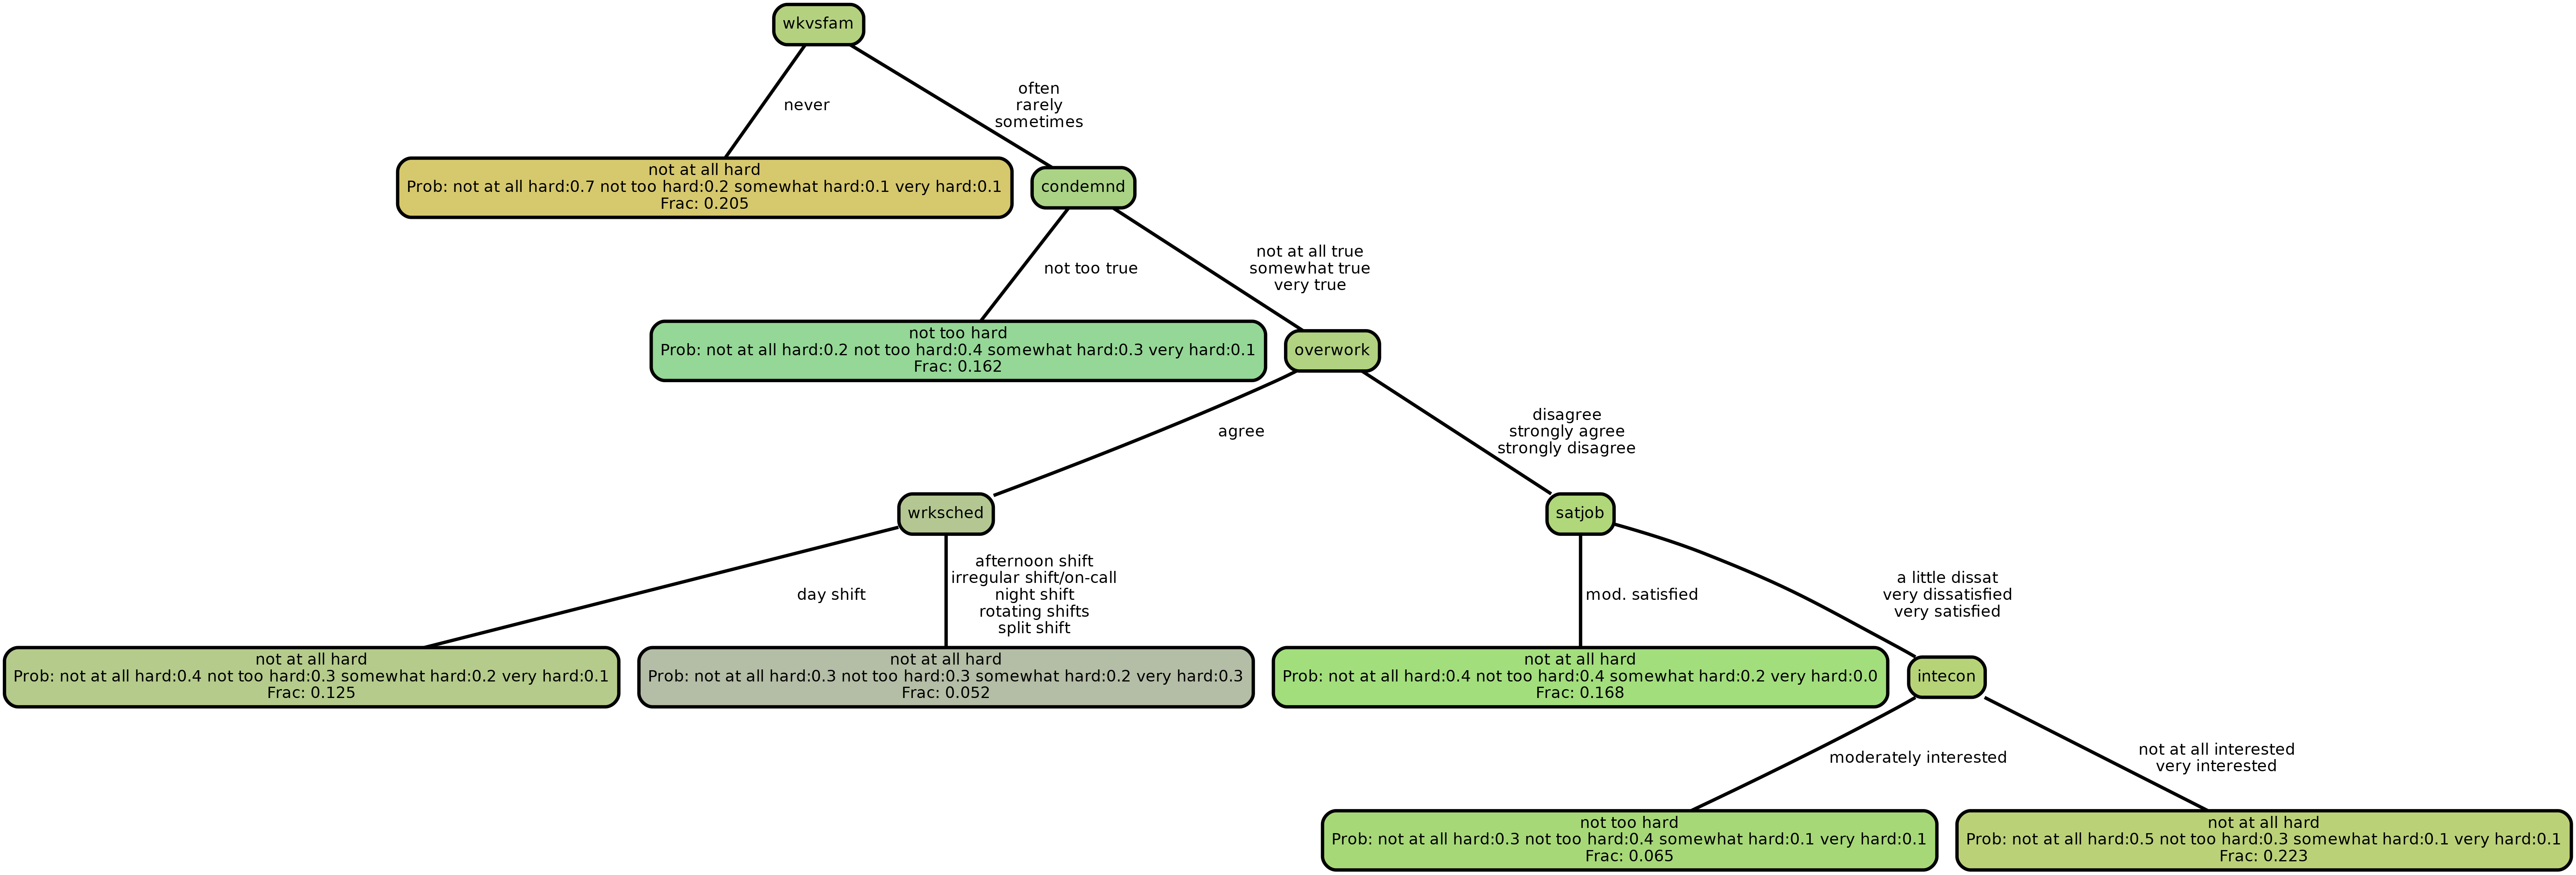 wkvsfam
never
often
rarely
sometimes
not at all hard
Prob: not at all hard:0.7 not too hard:0.2 somewhat hard:0.1 very hard:0.1
Frac: 0.205
condemnd
not too true
not at all true
somewhat true
very true
not too hard
Prob: not at all hard:0.2 not too hard:0.4 somewhat hard:0.3 very hard:0.1
Frac: 0.162
overwork
agree
disagree
strongly agree
strongly disagree
wrksched
satjob
day shift
afternoon shift
irregular shift/on-call
night shift
rotating shifts
split shift
mod. satisfied
a little dissat
very dissatisfied
very satisfied
not at all hard
Prob: not at all hard:0.4 not too hard:0.3 somewhat hard:0.2 very hard:0.1
Frac: 0.125
not at all hard
Prob: not at all hard:0.3 not too hard:0.3 somewhat hard:0.2 very hard:0.3
Frac: 0.052
not at all hard
Prob: not at all hard:0.4 not too hard:0.4 somewhat hard:0.2 very hard:0.0
Frac: 0.168
intecon
moderately interested
not at all interested
very interested
not too hard
Prob: not at all hard:0.3 not too hard:0.4 somewhat hard:0.1 very hard:0.1
Frac: 0.065
not at all hard
Prob: not at all hard:0.5 not too hard:0.3 somewhat hard:0.1 very hard:0.1
Frac: 0.223